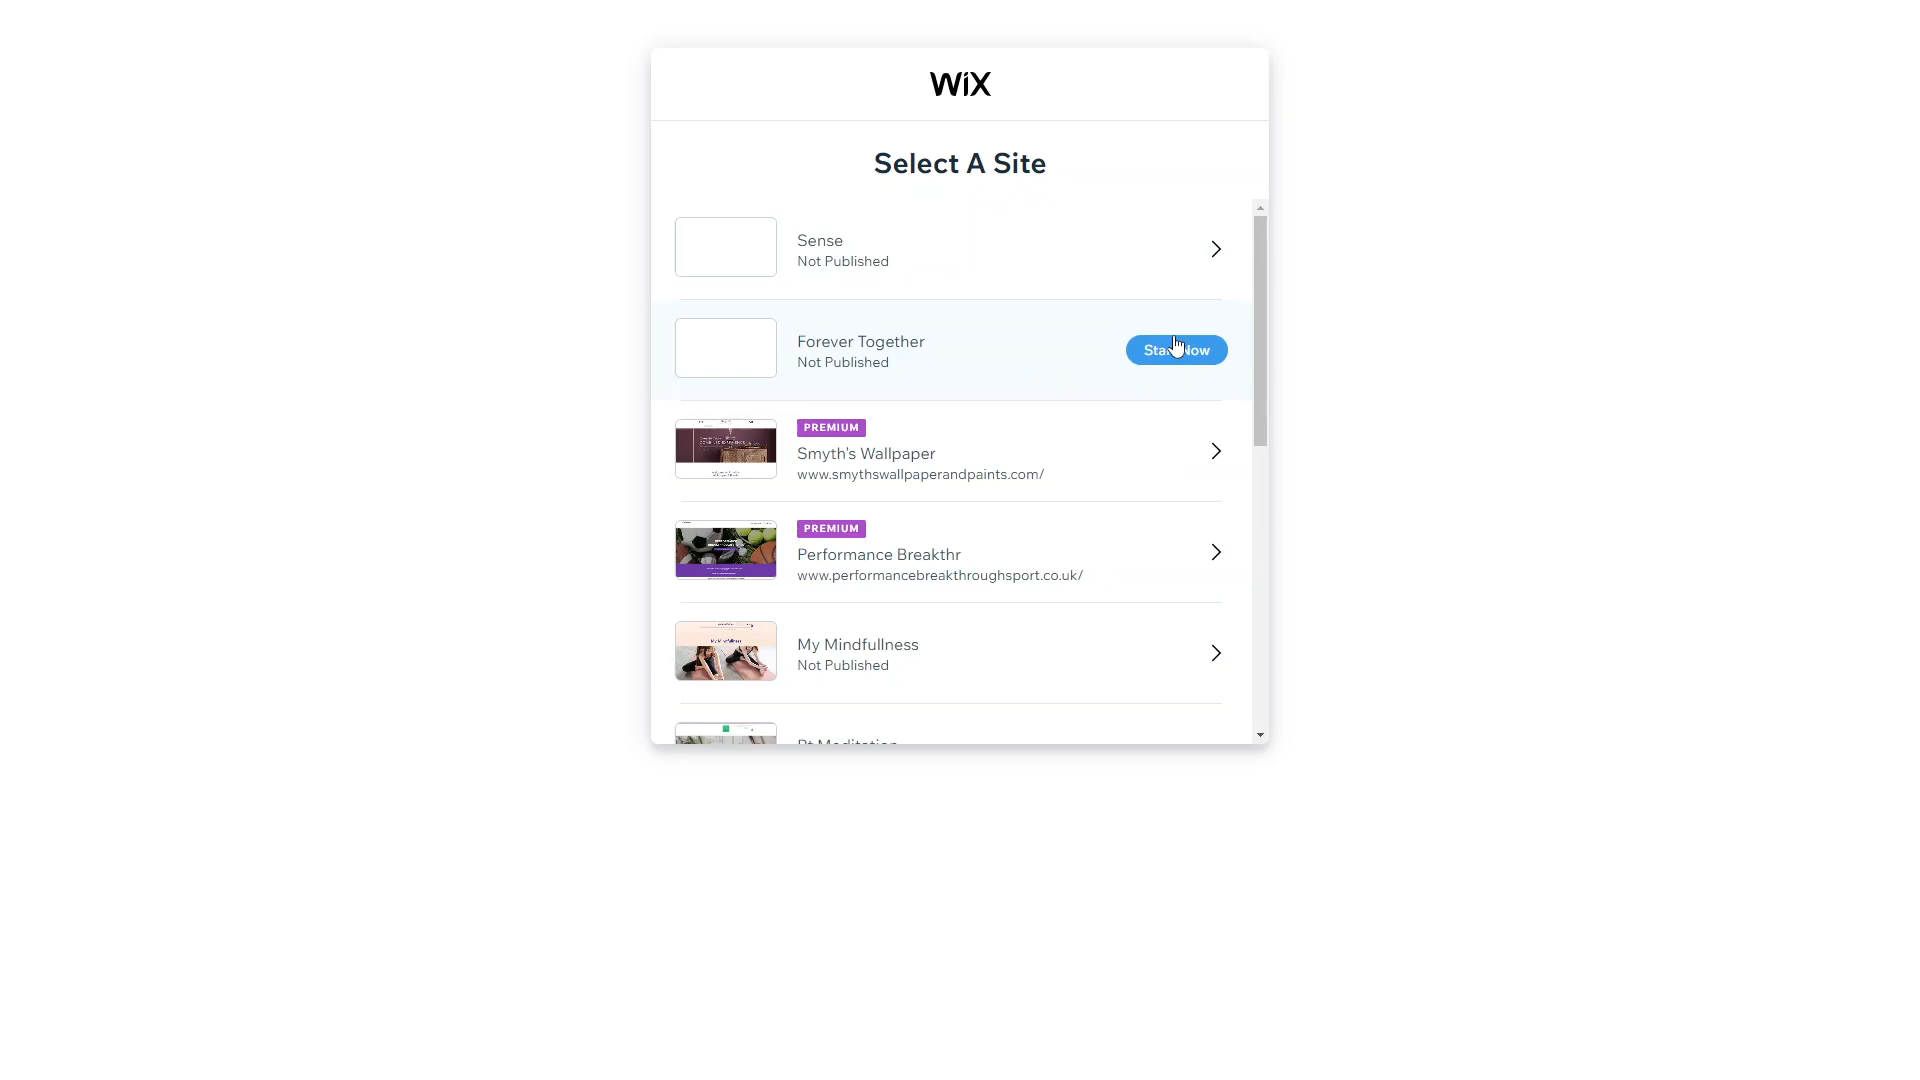 WiX
Select A Site
Sense
Not Published
Forever Together
Not Published
PREMIUM
Smyth's Wallpaper
www.smythswallpaperandpaints.com/
PREMIUM
Performance Breakthr
www.performancebreakthroughsport.co.uk/
My Mindfullness
Not Published